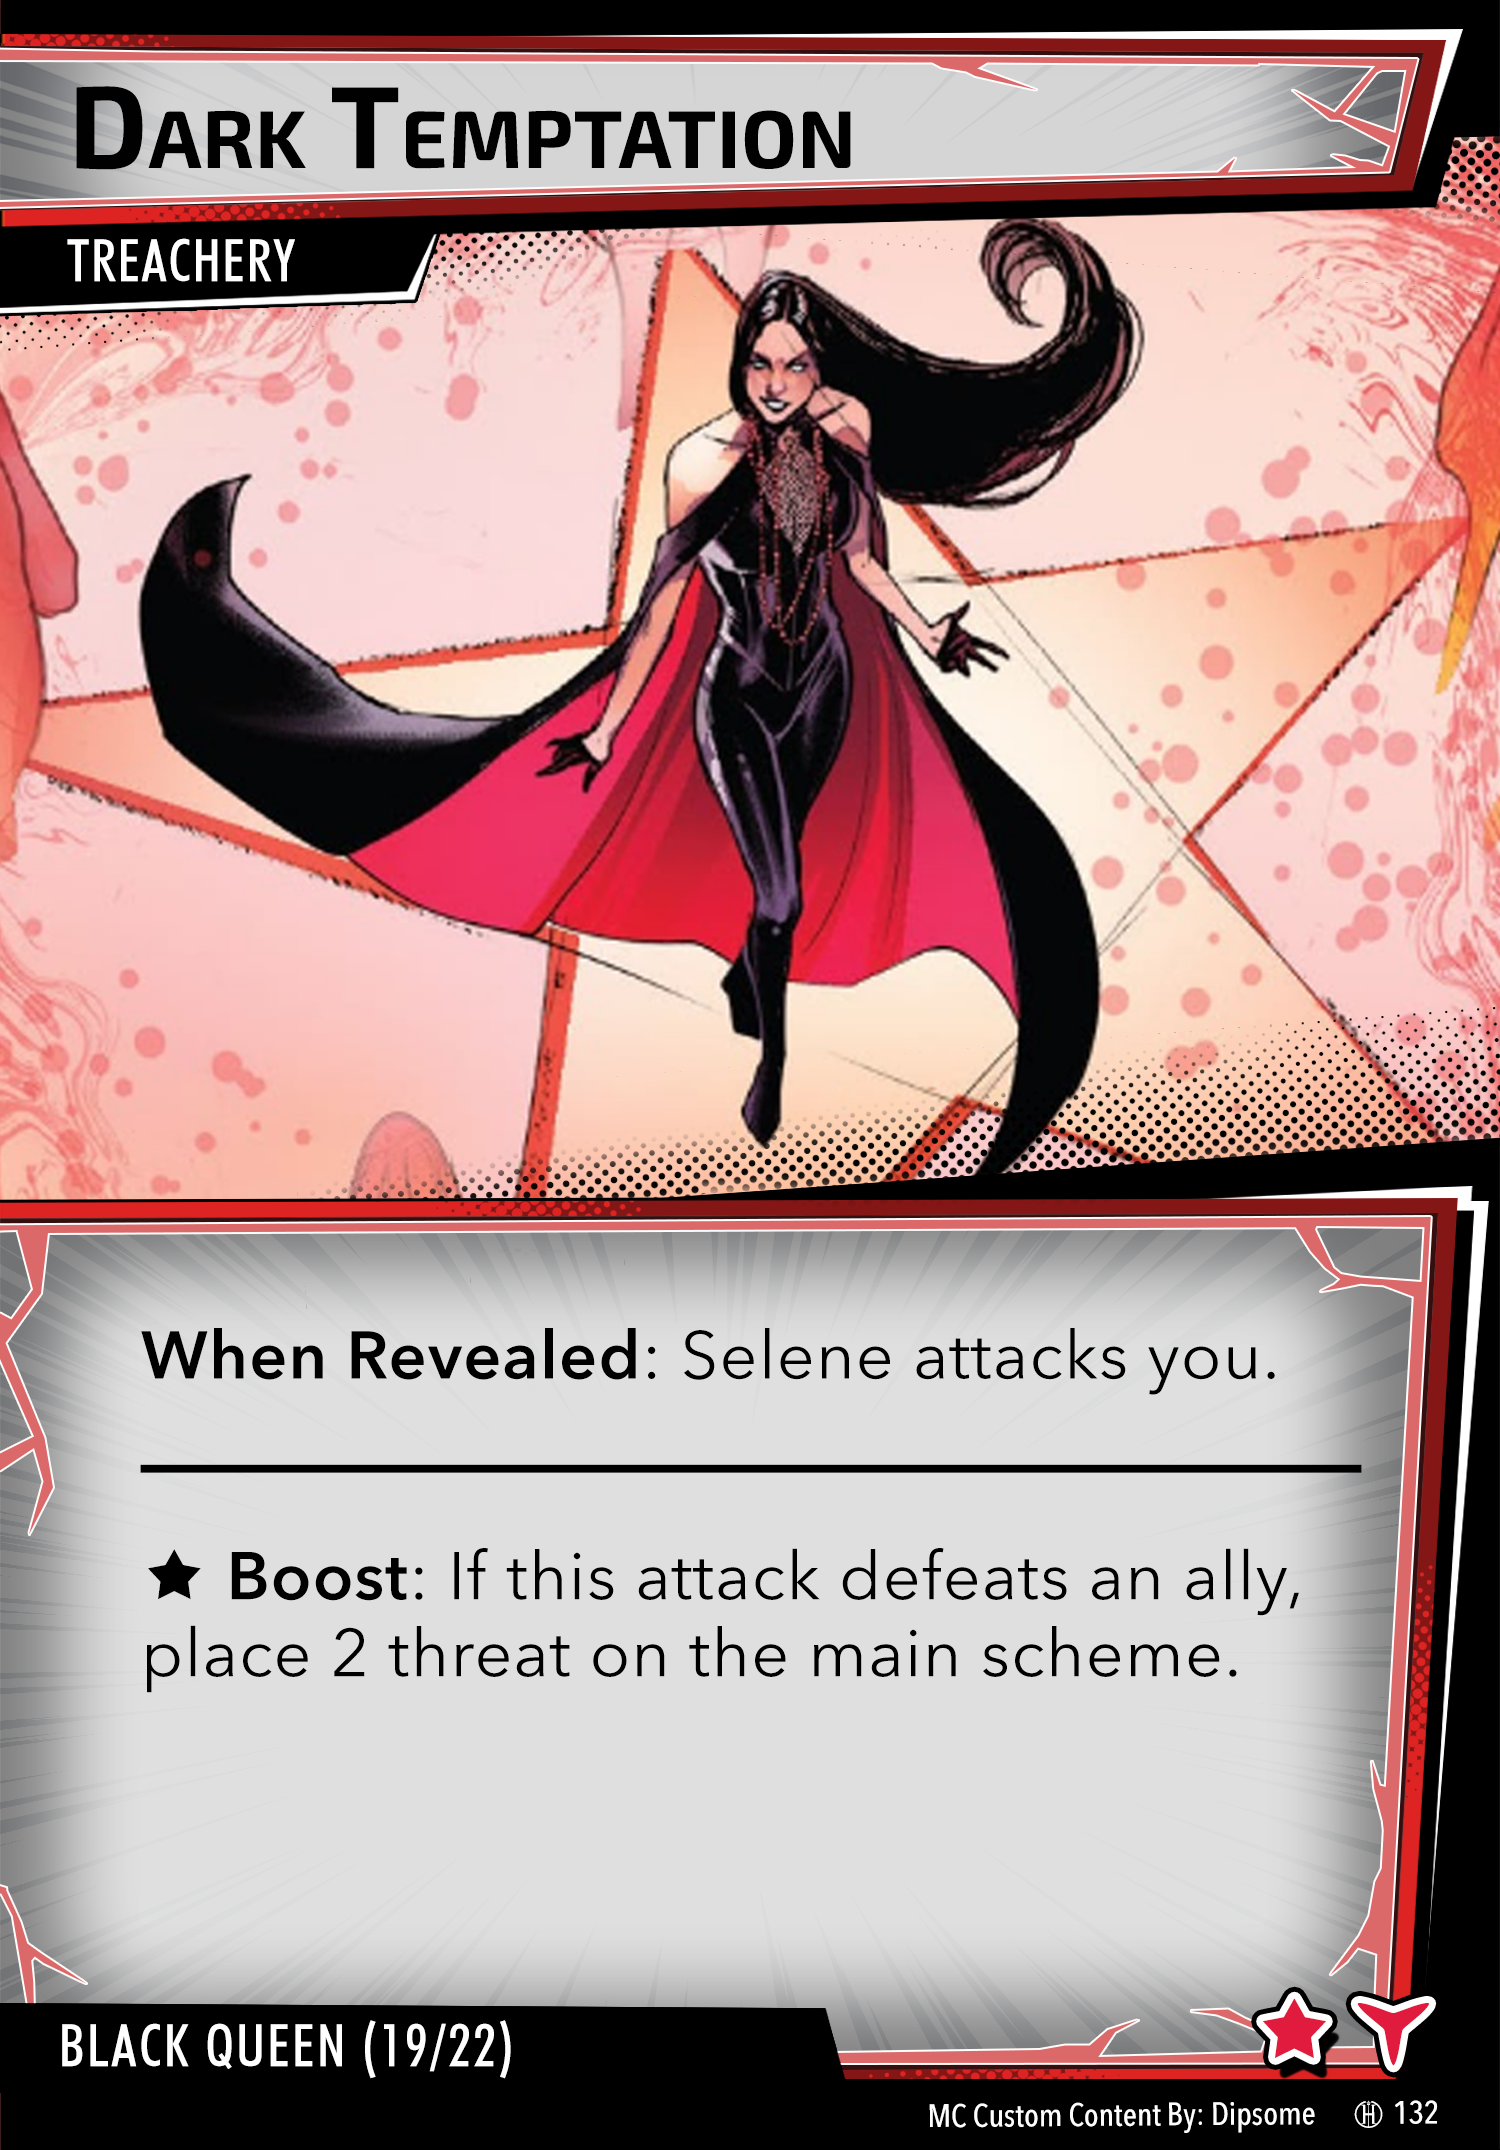 Dark Temptation
TREACHERY
When Revealed: Selene attacks you.
★ Boost: If this attack defeats an ally,
place 2 threat on the main scheme.
BLACK QUEEN (19/22)
MC Custom Content By: Dipsome 132